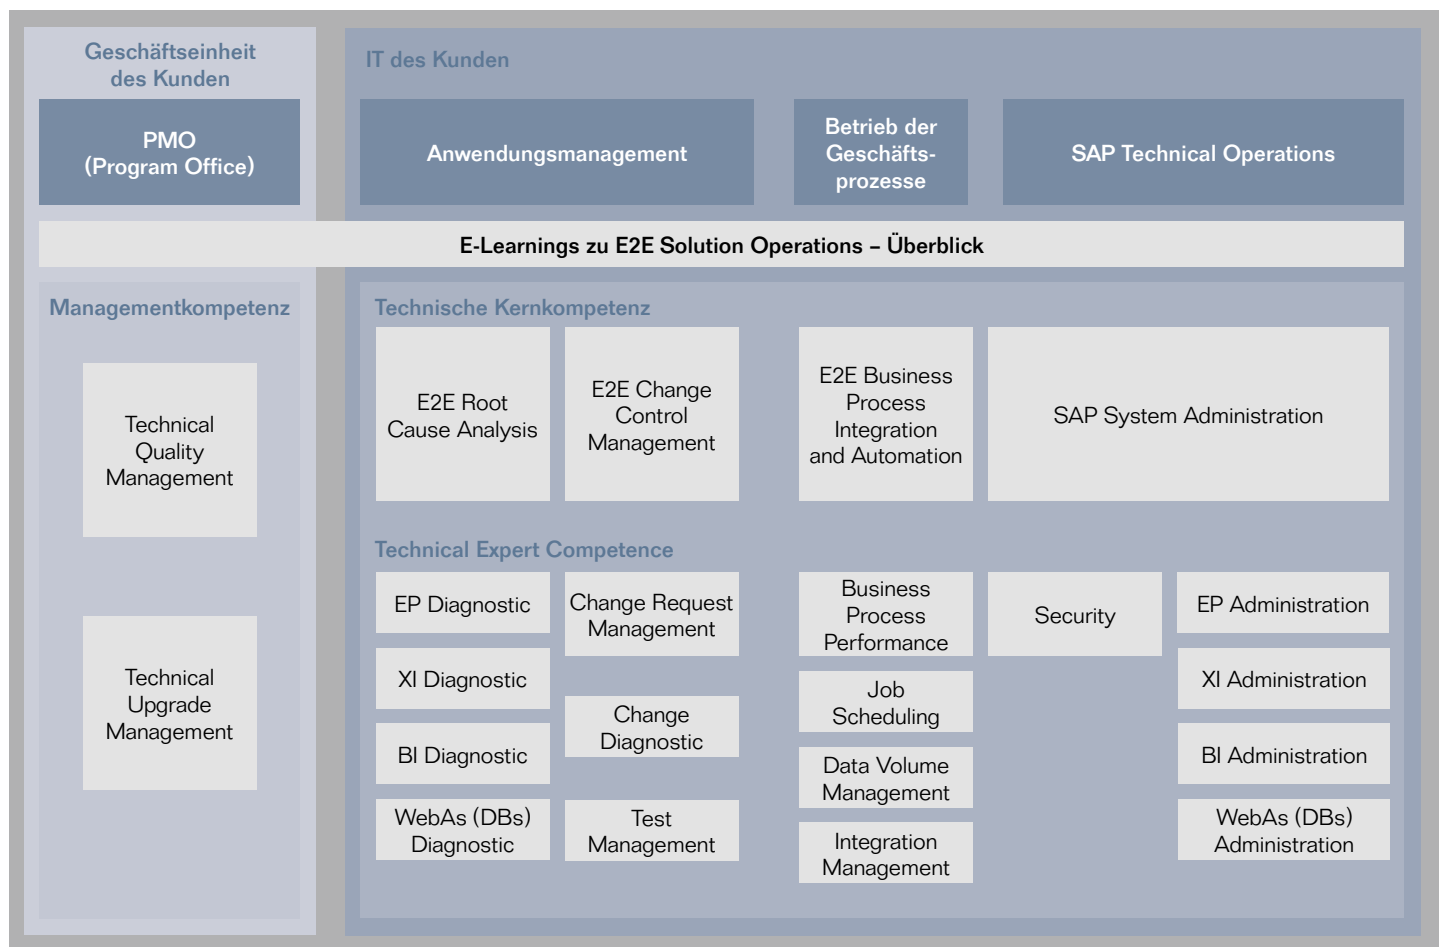 Geschäftseinheit
des Kunden
IT des Kunden
PMO
(Program Office)
Anwendungsmanagement
Betrieb der
Geschäfts-
prozesse
SAP Technical Operations
E-Learnings zu E2E Solution Operations – Überblick
Managementkompetenz
Technical
Quality
Management
Technical
Upgrade
Management
Technische Kernkompetenz
E2E Root
Cause Analysis
E2E Change
Control
Management
E2E Business
Process
Integration
and Automation
SAP System Administration
Technical Expert Competence
EP Diagnostic
XI Diagnostic
BI Diagnostic
WebAs (DBs)
Diagnostic
Change Request
Management
Change
Diagnostic
Test
Management
Business
Process
Performance
Job
Scheduling
Data Volume
Management
Integration
Management
Security
EP Administration
XI Administration
BI Administration
WebAs (DBs)
Administration